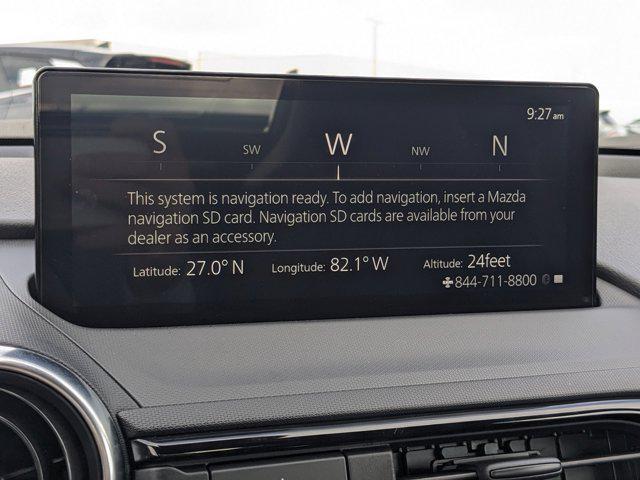 9:27 am
S SW W NW N
This system is navigation ready. To add navigation, insert a Mazda
navigation SD card. Navigation SD cards are available from your
dealer as an accessory.
Latitude: 27.0° N Longitude: 82.1° W Altitude: 24feet
844-711-8800